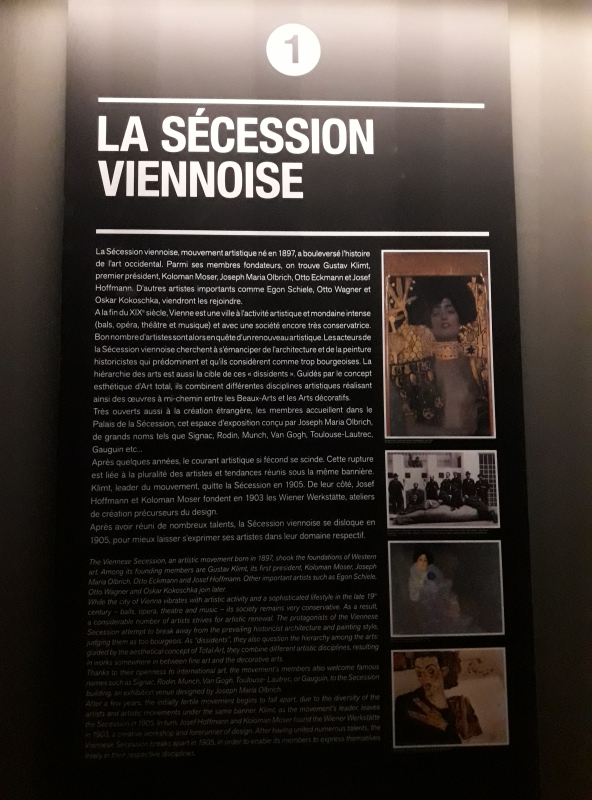 1
LA SÉCESSION
VIENNOISE
La Sécession viennoise, mouvement artistique né en 1897, a bouleversé l'histoire
de l'art occidental. Parmi ses membres fondateurs, on trouve Gustav Klimt,
premier président, Koloman Moser, Joseph Maria Olbrich, Otto Eckmann et Josef
Hoffmann. D'autres artistes importants comme Egon Schiele, Otto Wagner et
Oskar Kokoschka, viendront les rejoindre.
A la fin du XIXe siècle, Vienne est une ville à l'activité artistique et mondaine intense
(bals, opéra, théâtre et musique) et avec une société encore très conservatrice.
Bon nombre d'artistes sont alors en quête d'un renouveau artistique. Les acteurs de
la Sécession viennoise cherchent à s'émanciper de l'architecture et de la peinture
historicistes qui prédominent et qu'ils considèrent comme trop bourgeoises. La
hiérarchie des arts est aussi la cible de ces « dissidents ». Guidés par le concept
esthétique d'Art total, ils combinent différentes disciplines artistiques réalisant
ainsi des œuvres à mi-chemin entre les Beaux-Arts et les Arts décoratifs.
Très ouverts aussi à la création étrangère, les membres accueillent dans le
Palais de la Sécession, cet espace d'exposition conçu par Joseph Maria Olbrich,
de grands noms tels que Signac, Rodin, Munch, Van Gogh, Toulouse-Lautrec,
Gauguin etc...
Après quelques années, le courant artistique si fécond se scinde. Cette rupture
est liée à la pluralité des artistes et tendances réunis sous la même bannière.
Klimt, leader du mouvement, quitte la Sécession en 1905. De leur côté, Josef
Hoffmann et Koloman Moser fondent en 1903 les Wiener Werkstätte, ateliers
de création précurseurs du design.
Après avoir réuni de nombreux talents, la Sécession viennoise se disloque en
1905, pour mieux laisser s'exprimer ses artistes dans leur domaine respectif.
The Viennese Secession, an artistic movement born in 1897, shook the foundations of Western
art. Among its founding members are Gustav Klimt, its first president, Koloman Moser, Joseph
Maria Olbrich, Otto Eckmann and Josef Hoffmann. Other important artists such as Egon Schiele,
Otto Wagner and Oskar Kokoschka join later.
While the city of Vienna vibrates with artistic activity and a sophisticated lifestyle in the late 19th
century – balls, opera, theatre and music – its society remains very conservative. As a result,
a considerable number of artists strives for artistic renewal. The protagonists of the Viennese
Secession attempt to break away from the prevailing historicist architecture and painting style,
judging them as too bourgeois. As "dissidents", they also question the hierarchy among the arts:
guided by the aesthetical concept of Total Art, they combine different artistic disciplines, resulting
in works somewhere in between fine art and the decorative arts.
Thanks to their openness to international art, the movement's members also welcome famous
names such as Signac, Rodin, Munch, Van Gogh, Toulouse- Lautrec, or Gauguin, to the Secession
building, an exhibition venue designed by Joseph Maria Olbrich.
After a few years, the initially fertile movement begins to fall apart, due to the diversity of the
artists and artistic movements under the same banner. Klimt, as the movement's leader, leaves
the Secession in 1905. In turn, Josef Hoffmann and Koloman Moser found the Wiener Werkstätte
in 1903, a creative workshop and forerunner of design. After having united numerous talents, the
Viennese Secession breaks apart in 1905, in order to enable its members to express themselves
freely in their respective disciplines.